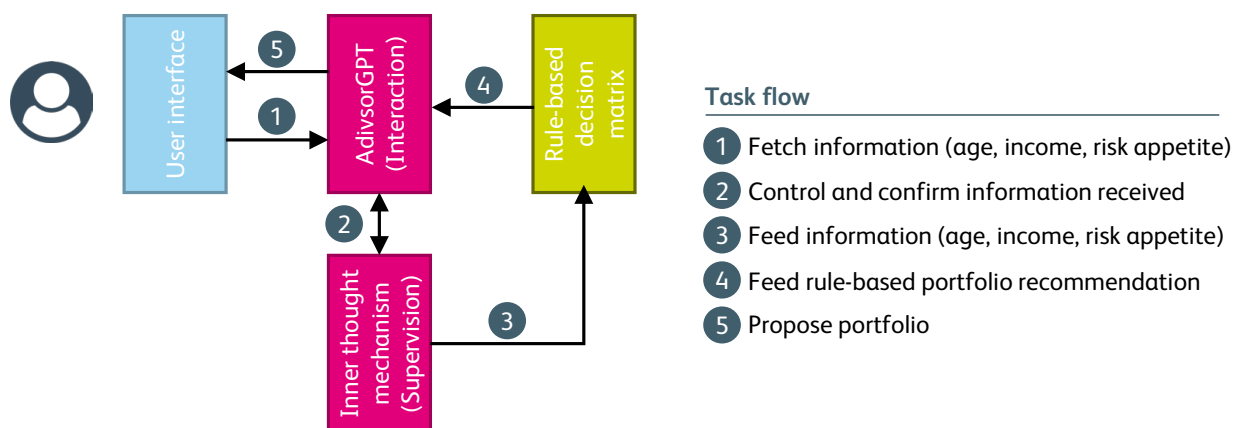 User interface
5
1
AdivsorGPT
(Interaction)
4
Rule-based
decision
matrix
2
Inner thought
mechanism
(Supervision)
3
Task flow
1 Fetch information (age, income, risk appetite)
2 Control and confirm information received
3 Feed information (age, income, risk appetite)
4 Feed rule-based portfolio recommendation
5 Propose portfolio